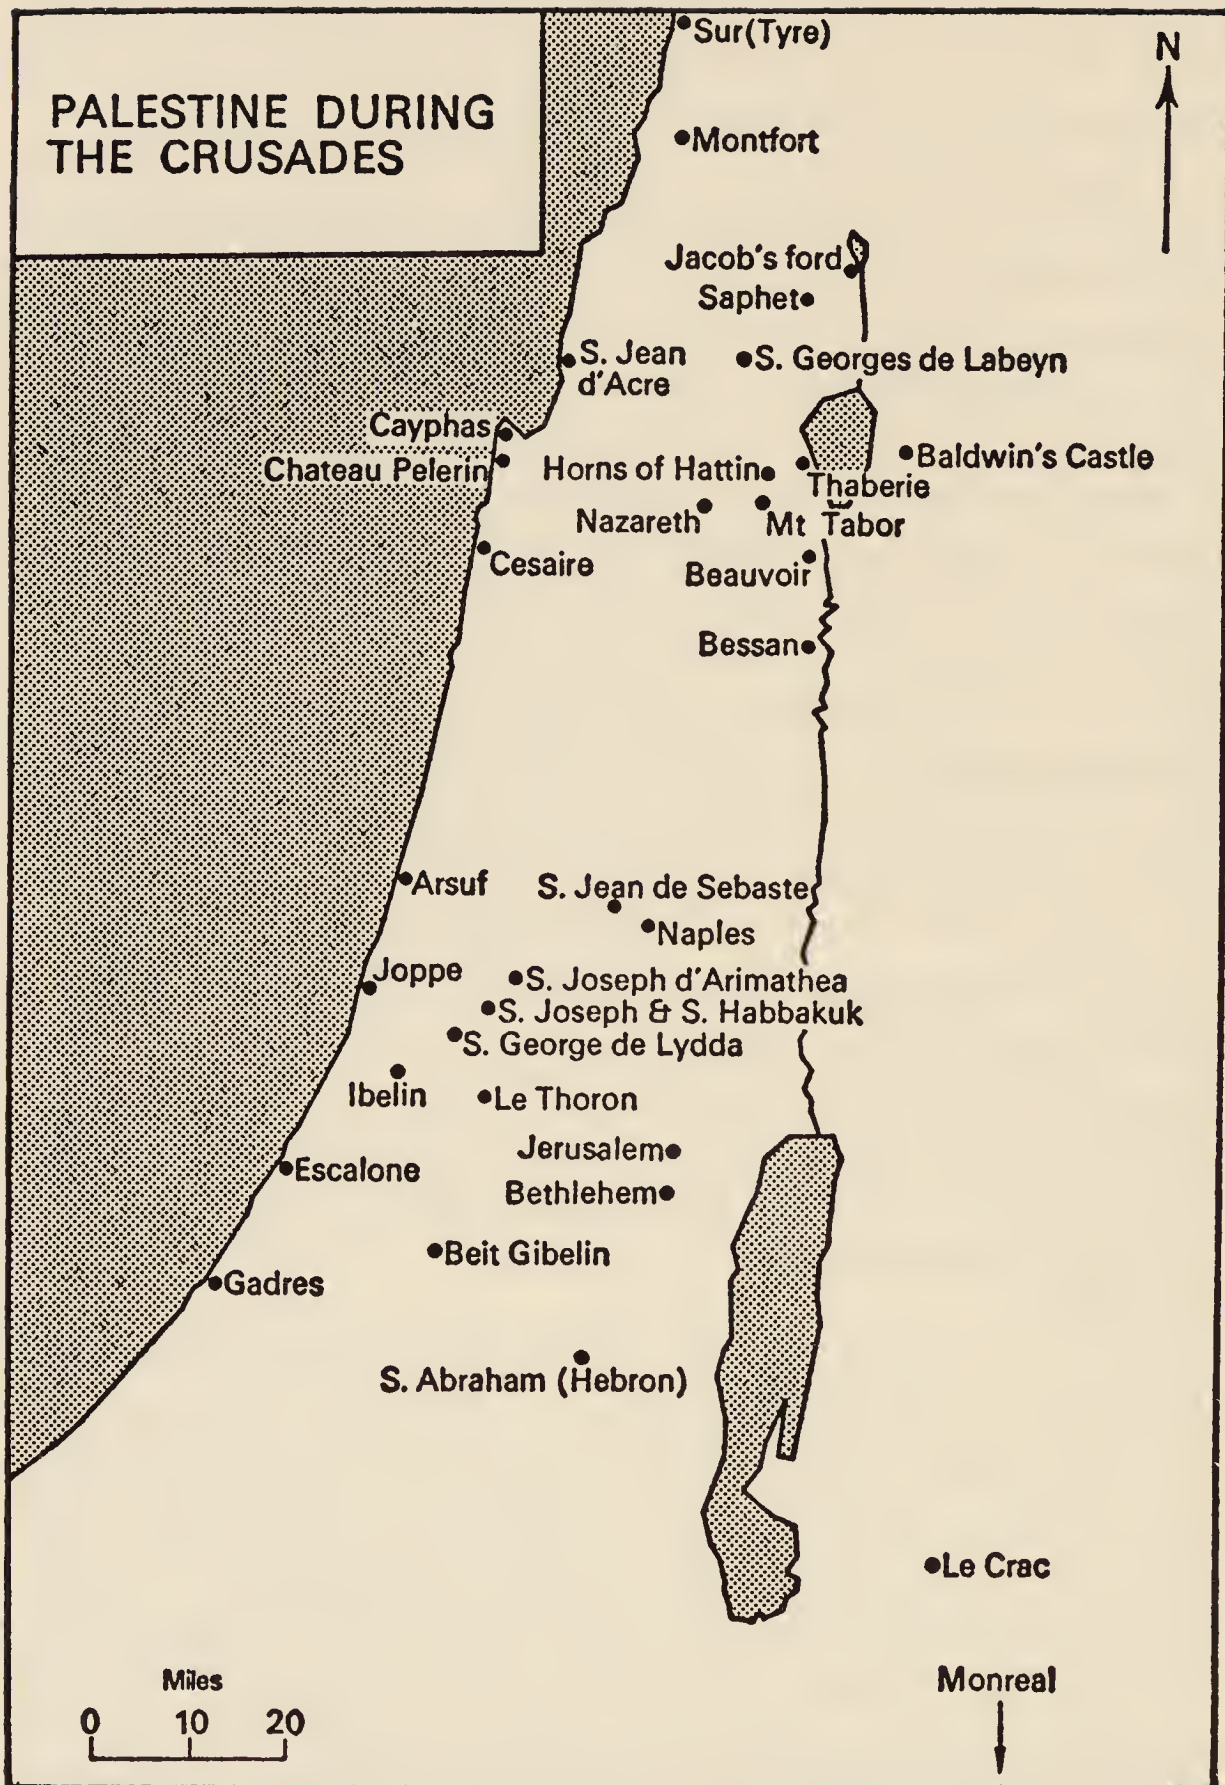 PALESTINE DURING
THE CRUSADES
N
Sur(Tyre)
Montfort
Jacob's ford
Saphet
S. Jean
d'Acre
S. Georges de Labeyn
Cayphas
Chateau Pelerin
Horns of Hattin
Baldwin's Castle
Thaberie
Nazareth
Mt Tabor
Cesaire
Beauvoir
Bessan
Arsuf
S. Jean de Sebaste
Naples
Joppe
S. Joseph d'Arimathea
S. Joseph & S. Habbakuk
S. George de Lydda
Ibelin
Le Thoron
Jerusalem
Escalone
Bethlehem
Beit Gibelin
Gadres
S. Abraham (Hebron)
Le Crac
Miles
0 10 20
Monreal